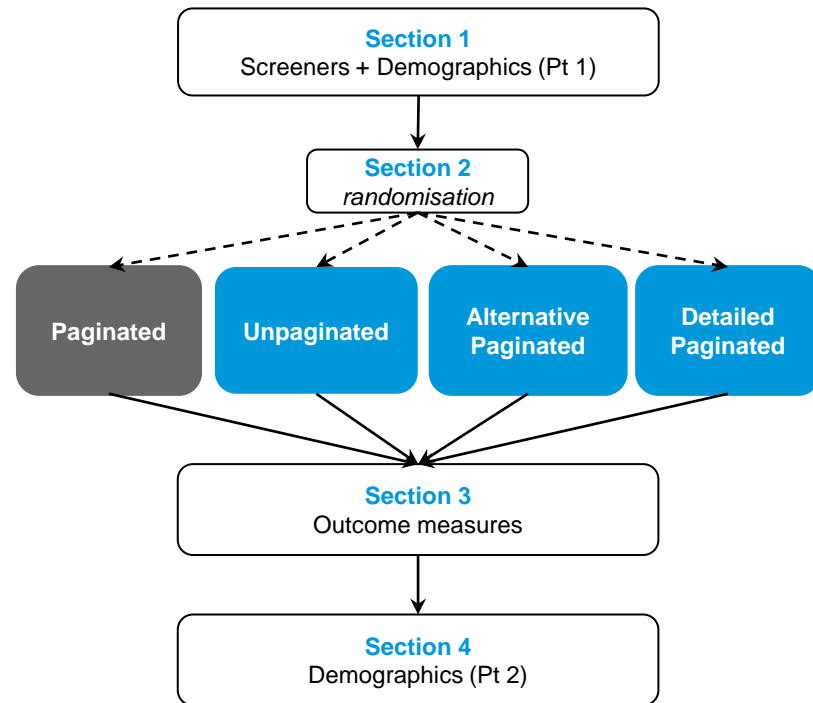 Section 1
Screeners + Demographics (Pt 1)
Section 2
randomisation
Paginated
Unpaginated
Alternative
Paginated
Detailed
Paginated
Section 3
Outcome measures
Section 4
Demographics (Pt 2)